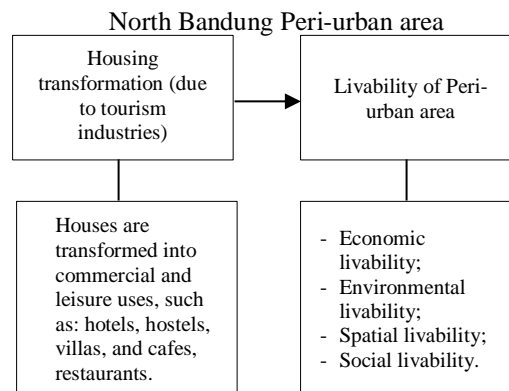 North Bandung Peri-urban area
Housing
transformation (due
to tourism
industries)
Livability of Peri-
urban area
Houses are
transformed into
commercial and
leisure uses, such
as: hotels, hostels,
villas, and cafes,
restaurants.
- Economic
livability;
- Environmental
livability;
- Spatial livability;
- Social livability.